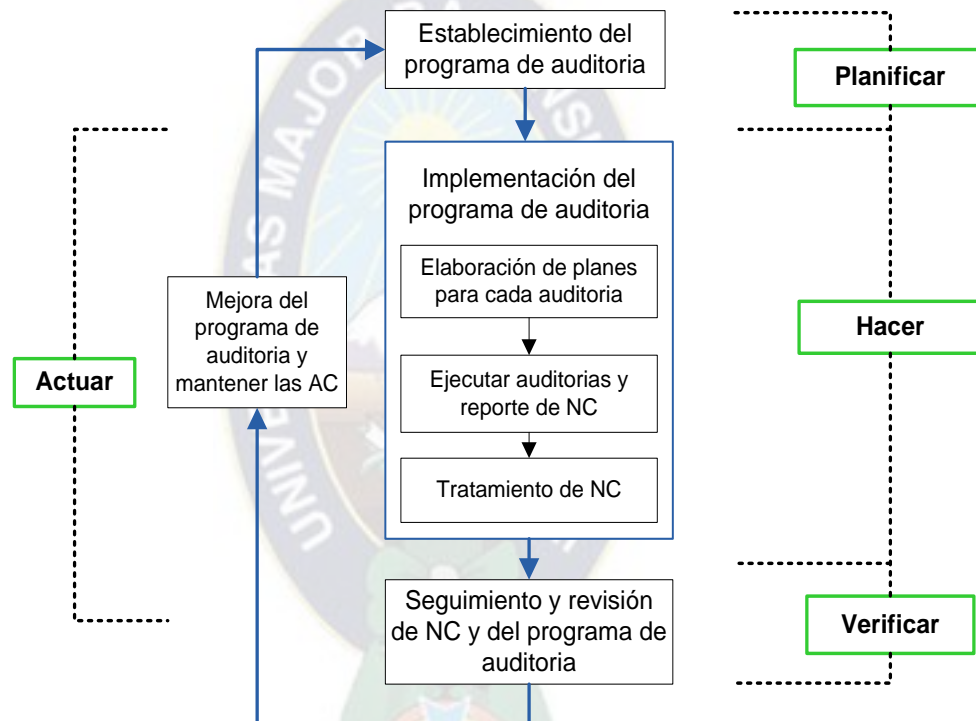 Establecimiento del
programa de auditoria
Planificar
Implementación del
programa de auditoria
Elaboración de planes
para cada auditoria
Mejora del
programa de
auditoria y
mantener las AC
Hacer
Actuar
Ejecutar auditorias y
reporte de NC
Tratamiento de NC
Seguimiento y revisión
de NC y del programa de
auditoria
Verificar